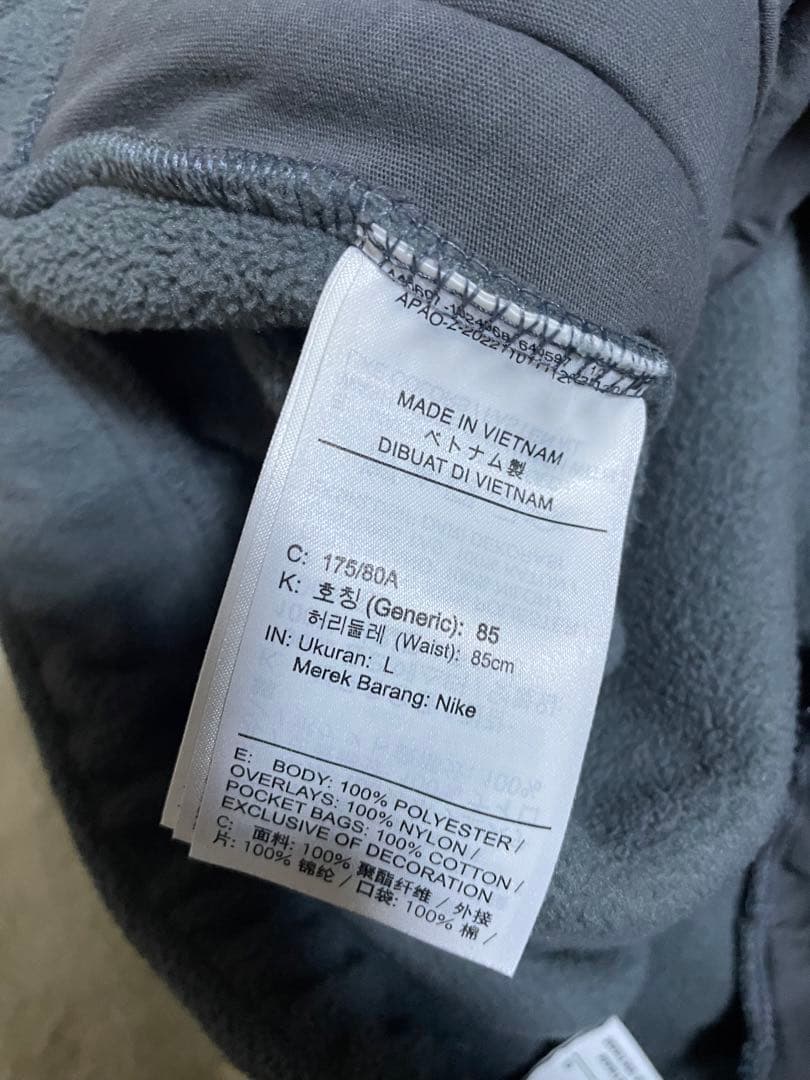 MADE IN VIETNAM
ベトナム製
DIBUAT DI VIETNAM
C: 175/80A
K: 호칭 (Generic): 85
허리둘레 (Waist): 85cm
IN: Ukuran: L
Merek Barang: Nike
E: BODY: 100% POLYESTER /
OVERLAYS: 100% NYLON /
POCKET BAGS: 100% COTTON /
EXCLUSIVE OF DECORATION
C: 面料: 100% 聚酯纤维 / 外接
片: 100% 锦纶 / 口袋: 100% 棉 /